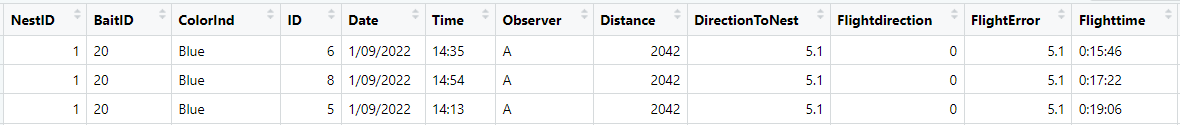 NestID BaitID ColorInd ID Date Time Observer Distance DirectionToNest Flightdirection FlightError Flighttime
1 20 Blue 6 1/09/2022 14:35 A 2042 5.1 0 5.1 0:15:46
1 20 Blue 8 1/09/2022 14:54 A 2042 5.1 0 5.1 0:17:22
1 20 Blue 5 1/09/2022 14:13 A 2042 5.1 0 5.1 0:19:06